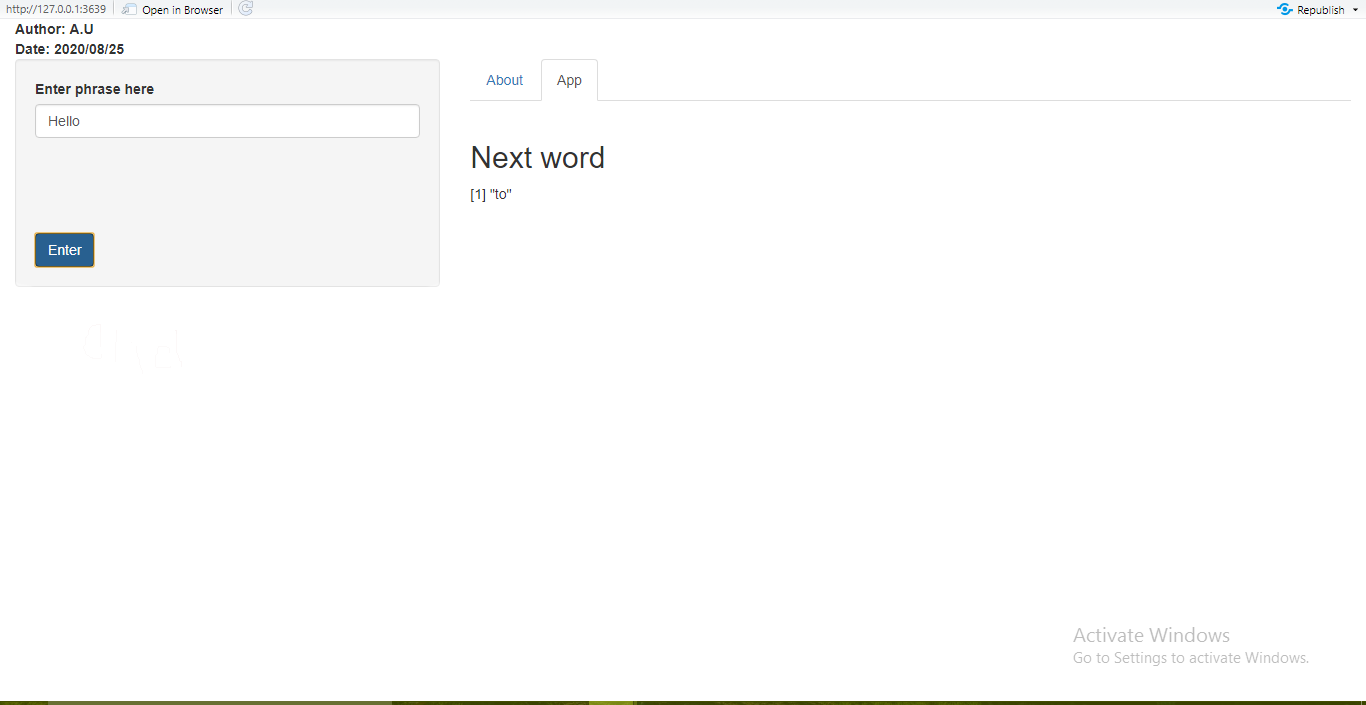 http://127.0.0.1:3639 Open in Browser Republish
Author: A.U
Date: 2020/08/25
Enter phrase here
Hello
Enter
About App
Next word
[1] "to"
Activate Windows
Go to Settings to activate Windows.